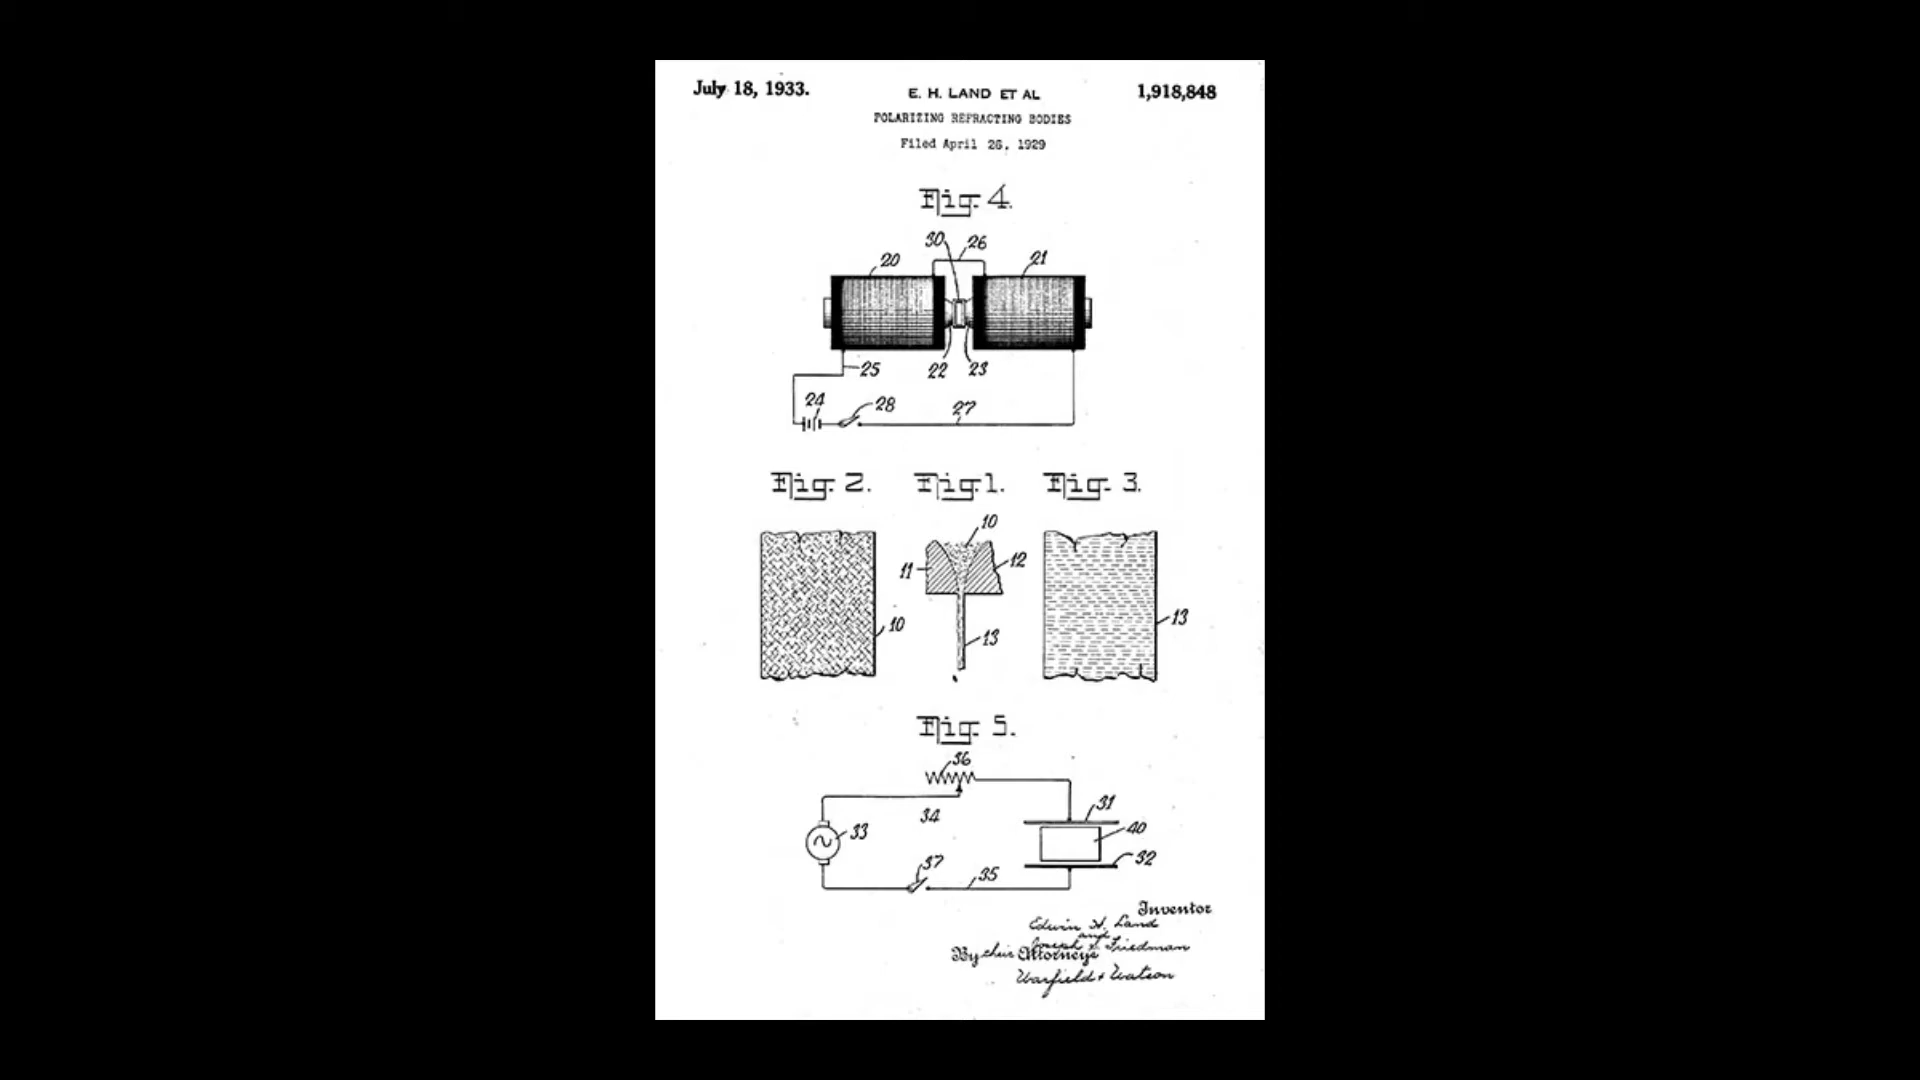 July 18, 1933.
E. H. LAND ET AL
1,918,848
POLARIZING REFRACTING BODIES
Filed April 26, 1929
Fig. 4.
30
26
20
21
25
22
23
24
28
27
Fig. 2.
Fig. 1.
Fig. 3.
10
11
12
10
13
13
Fig. 5.
36
34
31
33
40
37
35
32
Inventor
Edwin H. Land
and
Joseph S. Friedman
By their Attorneys
Warfield & Watson